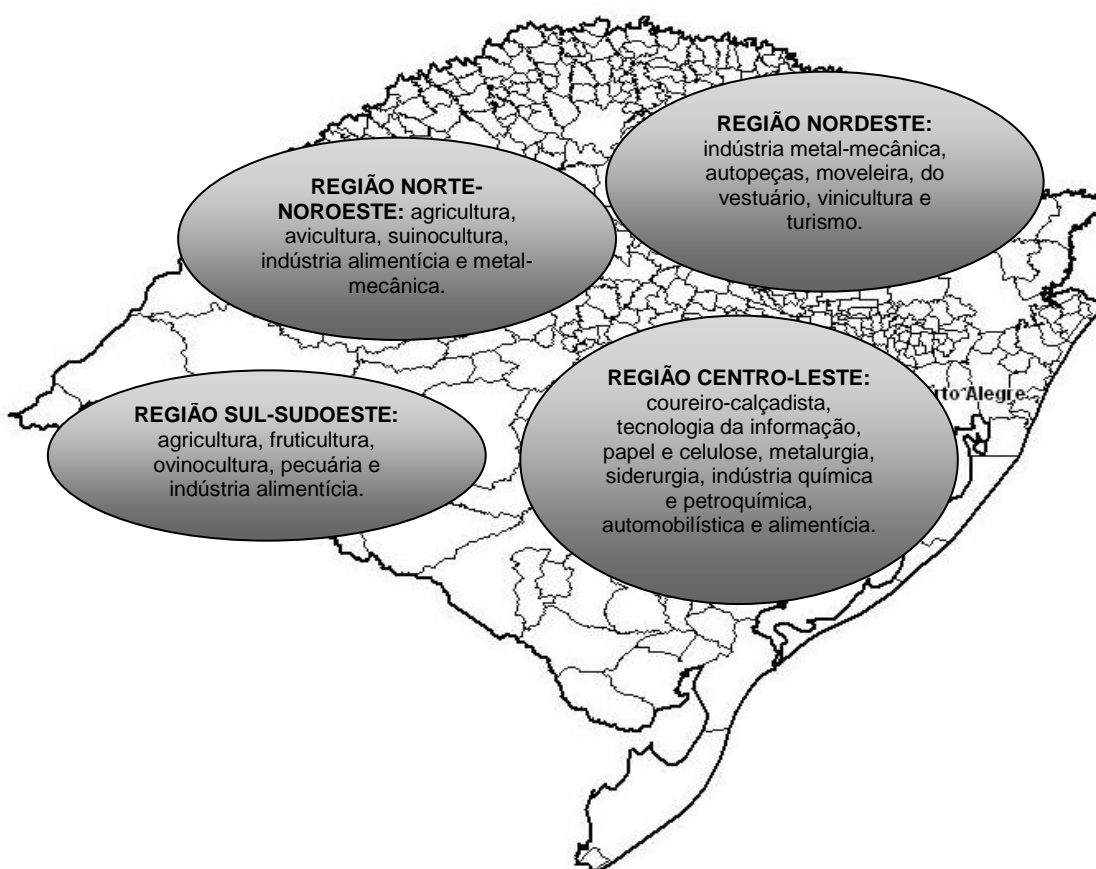 REGIÃO NORDESTE:
indústria metal-mecânica,
autopeças, moveleira, do
vestuário, vinicultura e
turismo.
REGIÃO NORTE-
NOROESTE: agricultura,
avicultura, suinocultura,
indústria alimentícia e metal-
mecânica.
REGIÃO CENTRO-LESTE:
coureiro-calçadista,
tecnologia da informação,
papel e celulose, metalurgia,
siderurgia, indústria química
e petroquímica,
automobilística e alimentícia.
rto Alegre
REGIÃO SUL-SUDOESTE:
agricultura, fruticultura,
ovinocultura, pecuária e
indústria alimentícia.